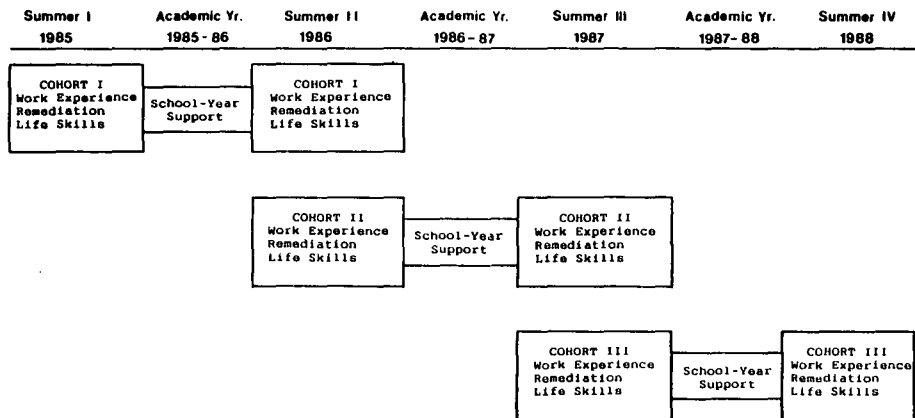 Summer I Academic Yr. Summer II Academic Yr. Summer III Academic Yr. Summer IV
1985 1985-86 1986 1986-87 1987 1987-88 1988
COHORT I
Work Experience
Remediation
Life Skills
School-Year
Support
COHORT I
Work Experience
Remediation
Life Skills
COHORT II
Work Experience
Remediation
Life Skills
School-Year
Support
COHORT II
Work Experience
Remediation
Life Skills
COHORT III
Work Experience
Remediation
Life Skills
School-Year
Support
COHORT III
Work Experience
Remediation
Life Skills